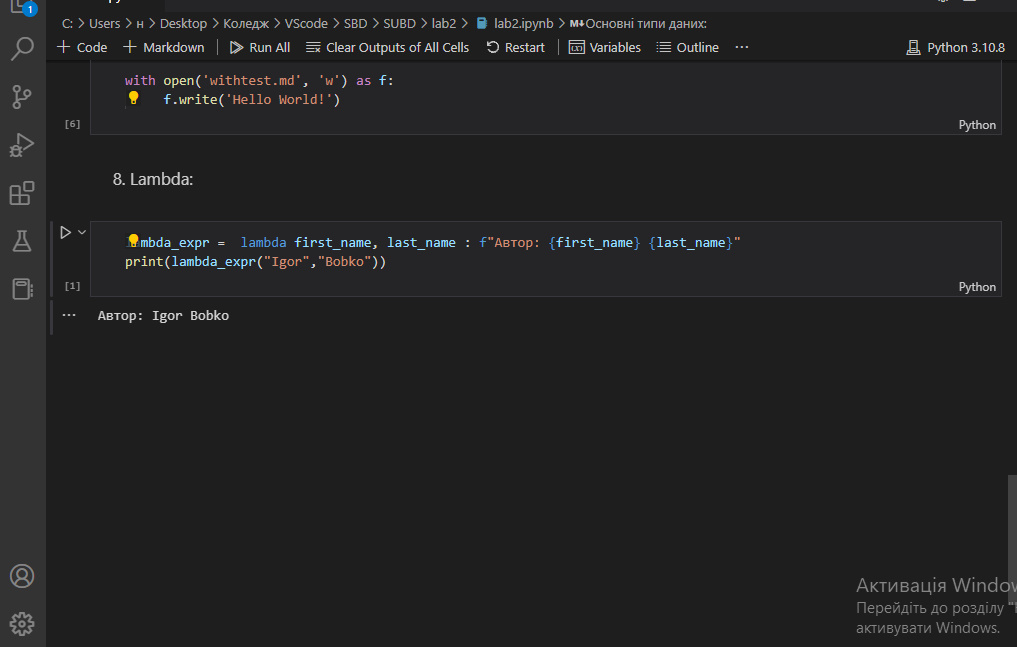 1
C: > Users > н > Desktop > Коледж > VScode > SBD > SUBD > lab2 > lab2.ipynb > M↓Основні типи даних:
+ Code + Markdown | Run All Clear Outputs of All Cells Restart | Variables Outline ··· Python 3.10.8
with open('withtest.md', 'w') as f:
f.write('Hello World!')
[6]
Python
8. Lambda:
mbda_expr = lambda first_name, last_name : f"Автор: {first_name} {last_name}"
print(lambda_expr("Igor","Bobko"))
[1]
Python
··· Автор: Igor Bobko
Активація Window
Перейдіть до розділу "
активувати Windows.